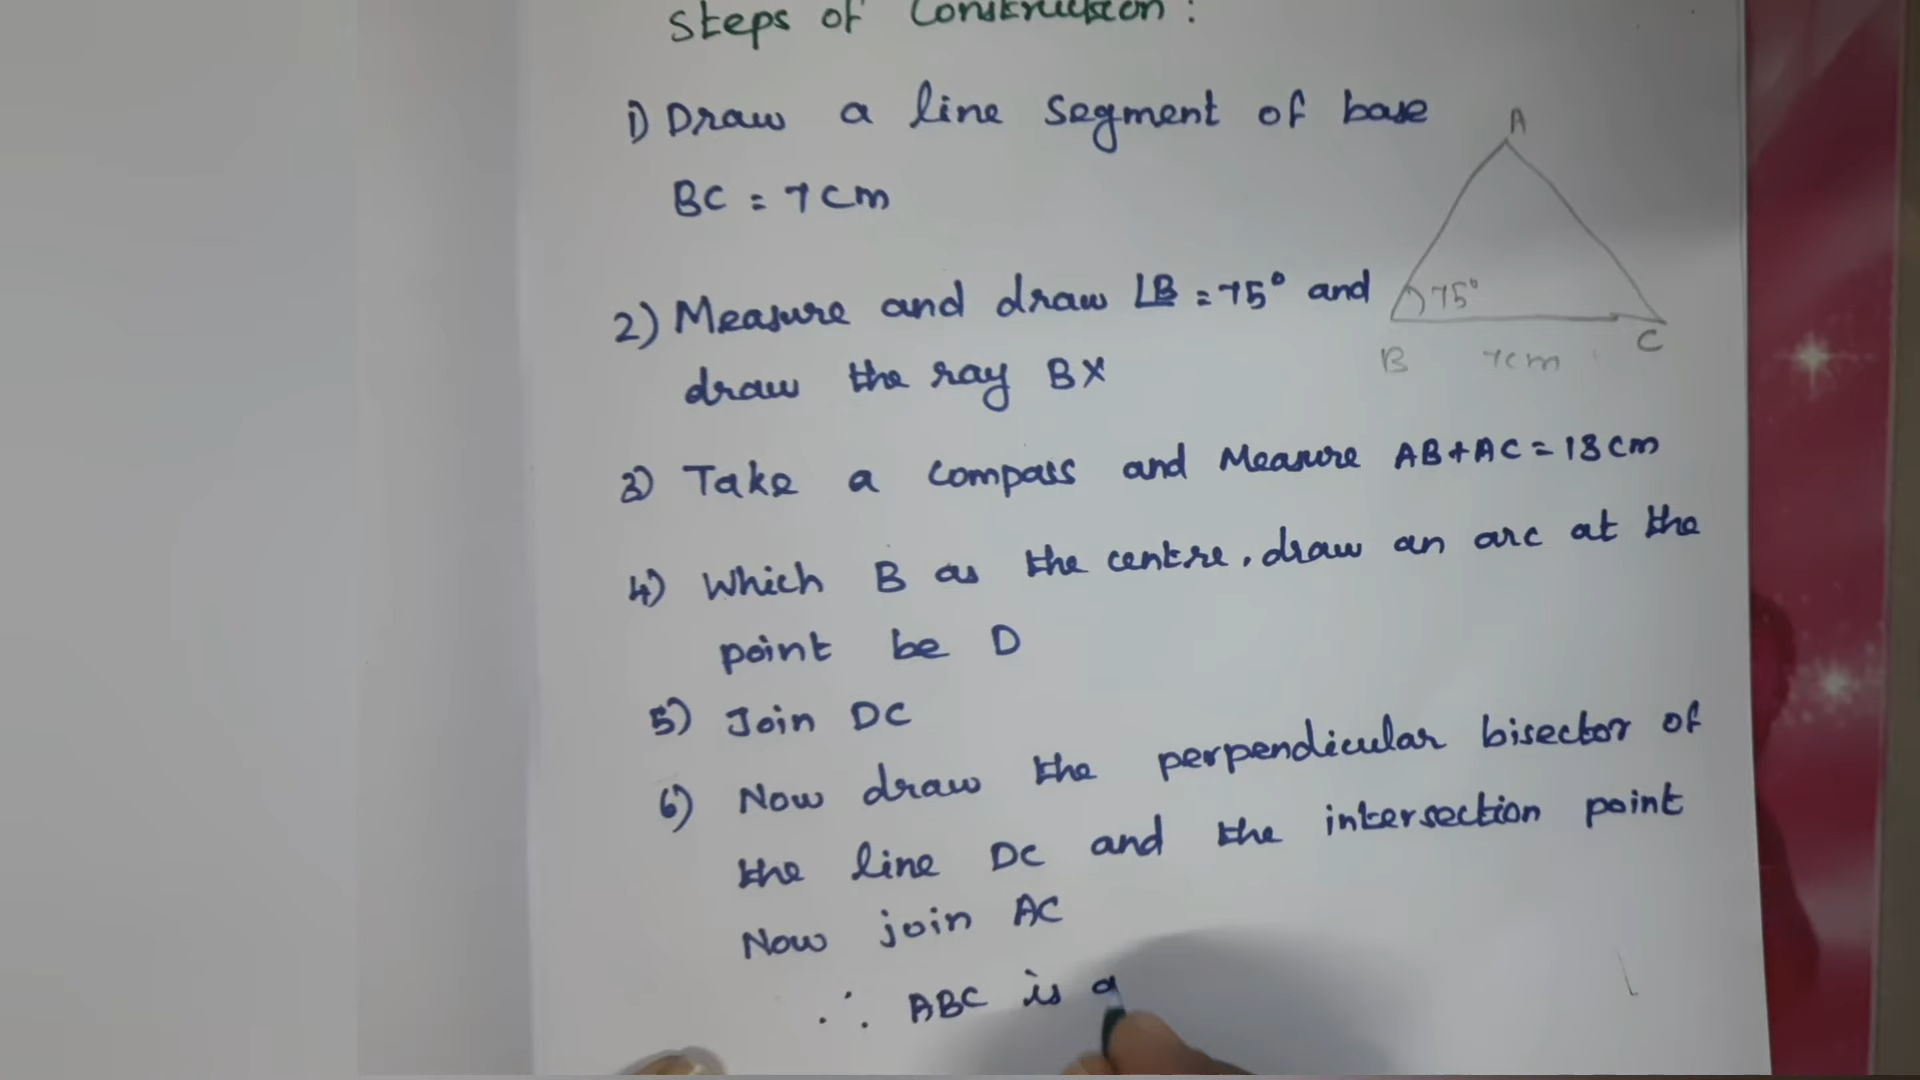 Steps of Construction :
1) Draw a line segment of base
BC = 7cm
2) Measure and draw ∠B = 75° and
draw the ray BX
3) Take a compass and Measure AB+AC = 13cm
4) Which B as the centre, draw an arc at the
point be D
5) Join DC
6) Now draw the perpendicular bisector of
the line DC and the intersection point
Now join AC
∴ ABC is a
A
75°
B 7cm C